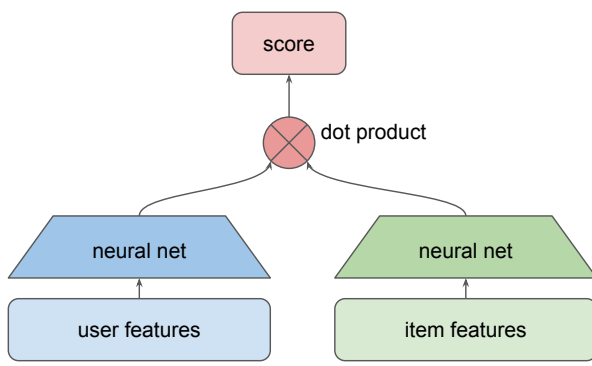 score
dot product
neural net
neural net
user features
item features